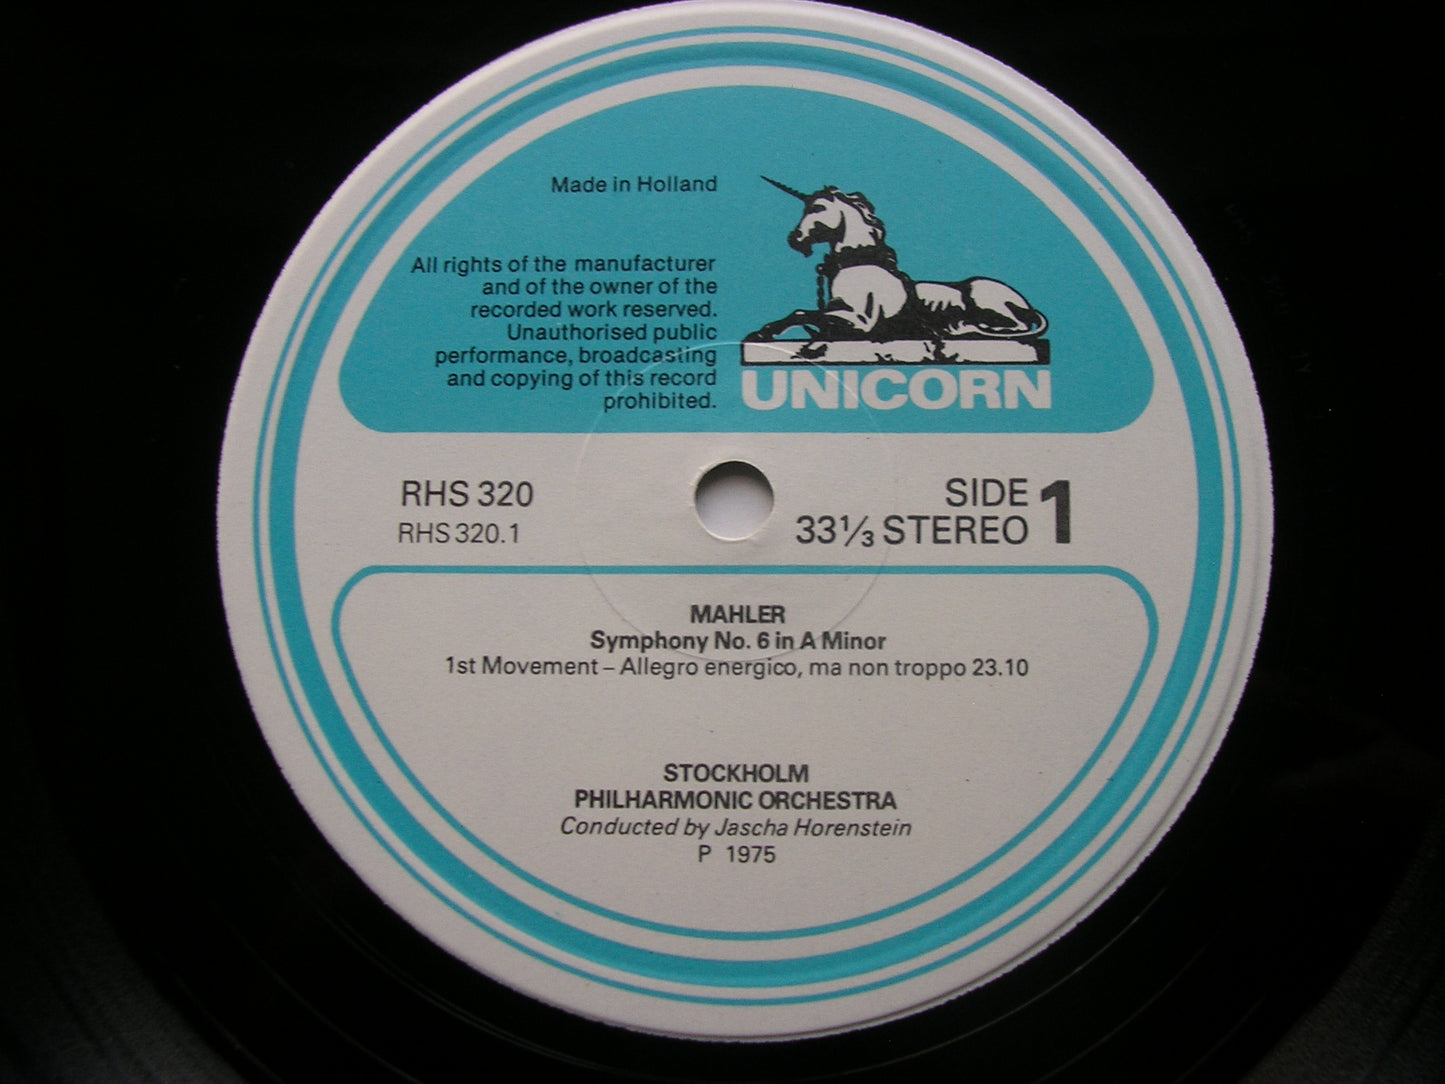 Made in Holland
All rights of the manufacturer
and of the owner of the
recorded work reserved.
Unauthorised public
performance, broadcasting
and copying of this record
prohibited.
UNICORN
RHS 320
RHS 320.1
SIDE 1
33⅓ STEREO
MAHLER
Symphony No. 6 in A Minor
1st Movement – Allegro energico, ma non troppo 23.10
STOCKHOLM
PHILHARMONIC ORCHESTRA
Conducted by Jascha Horenstein
P 1975